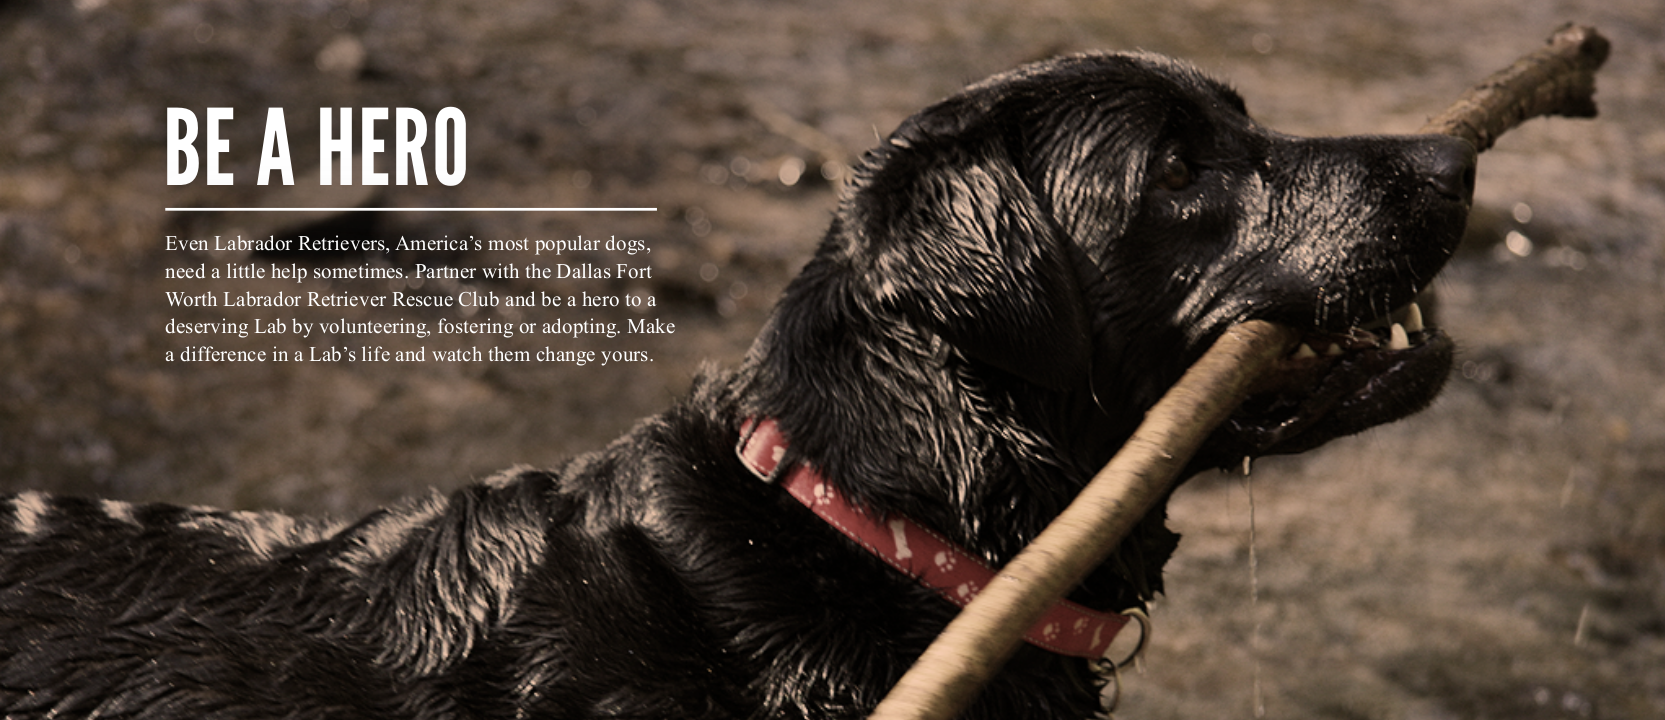 BE A HERO
Even Labrador Retrievers, America’s most popular dogs,
need a little help sometimes. Partner with the Dallas Fort
Worth Labrador Retriever Rescue Club and be a hero to a
deserving Lab by volunteering, fostering or adopting. Make
a difference in a Lab’s life and watch them change yours.